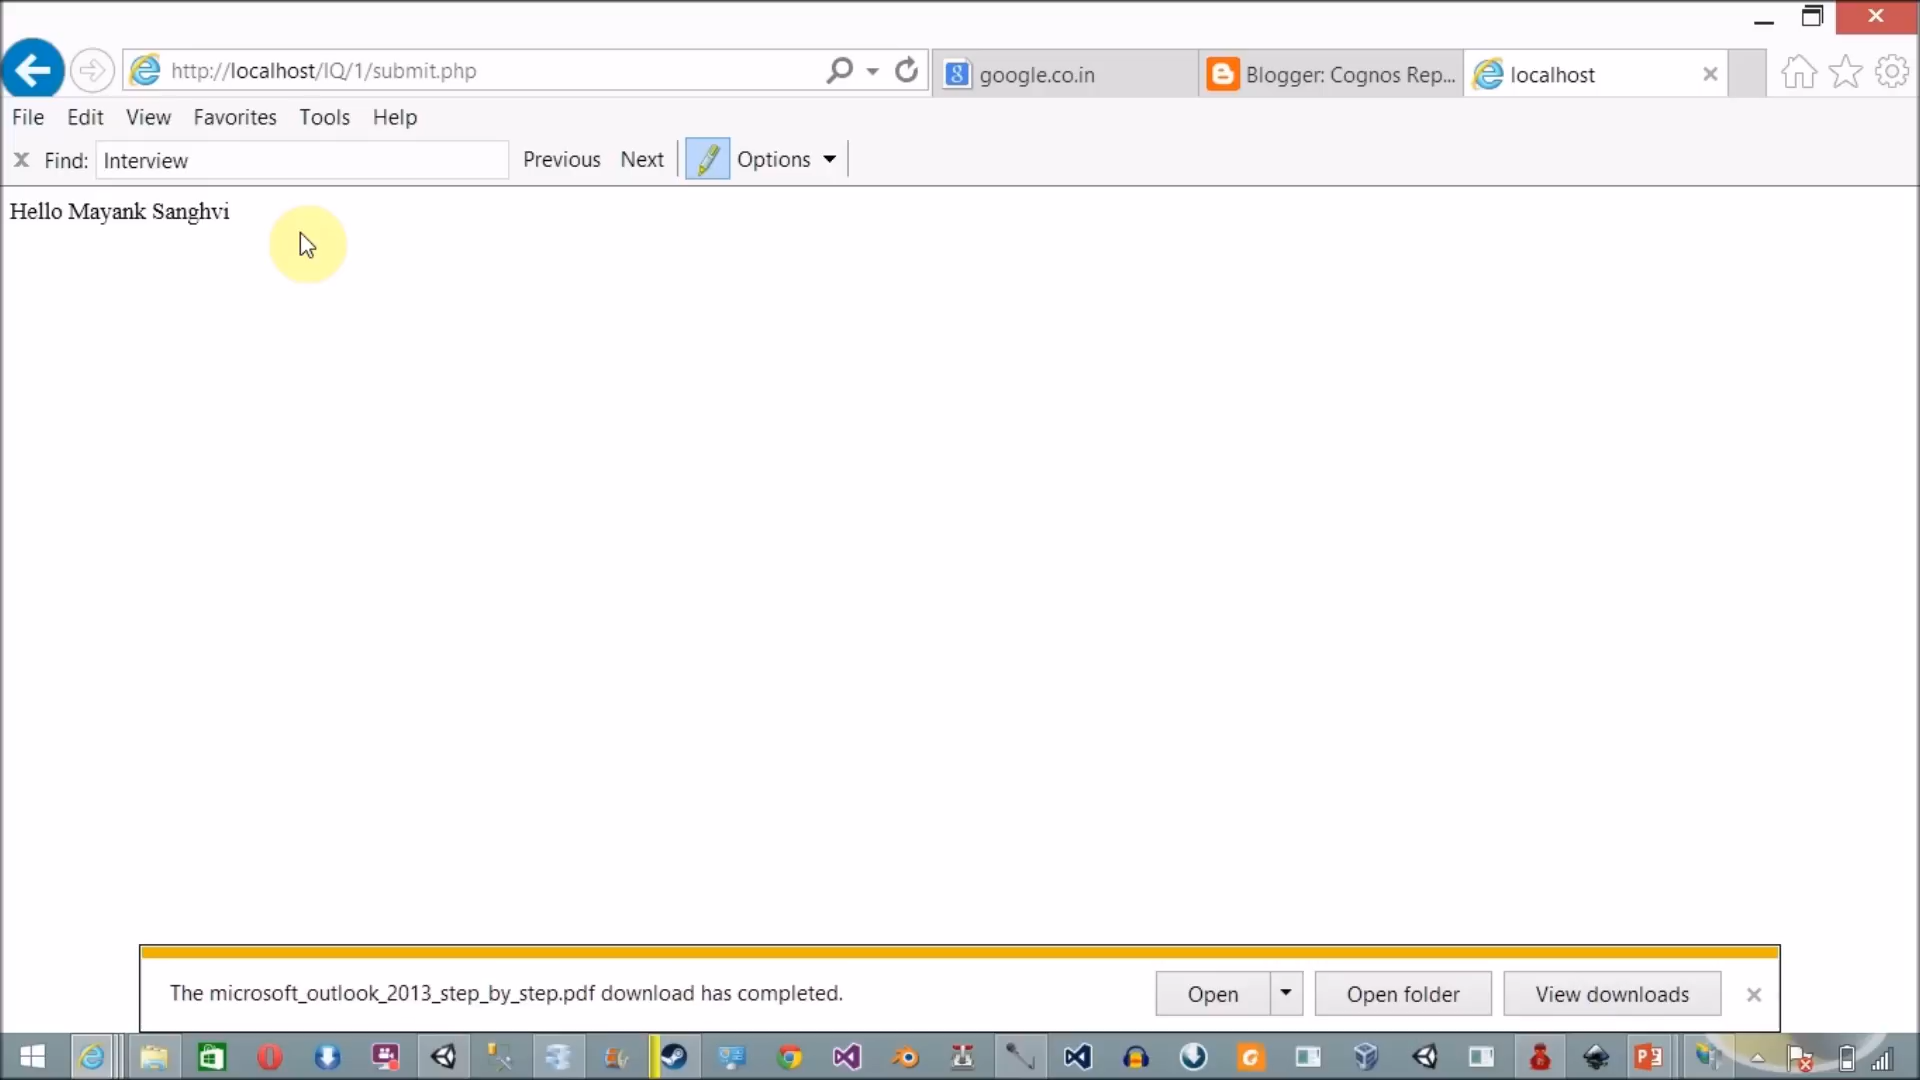 http://localhost/IQ/1/submit.php
google.co.in
Blogger: Cognos Rep...
localhost
File Edit View Favorites Tools Help
Find: Interview Previous Next Options
Hello Mayank Sanghvi
The microsoft_outlook_2013_step_by_step.pdf download has completed. Open Open folder View downloads